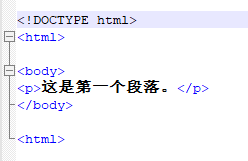 <!DOCTYPE html>
<html>
<body>
<p>这是第一个段落。</p>
</body>
<html>